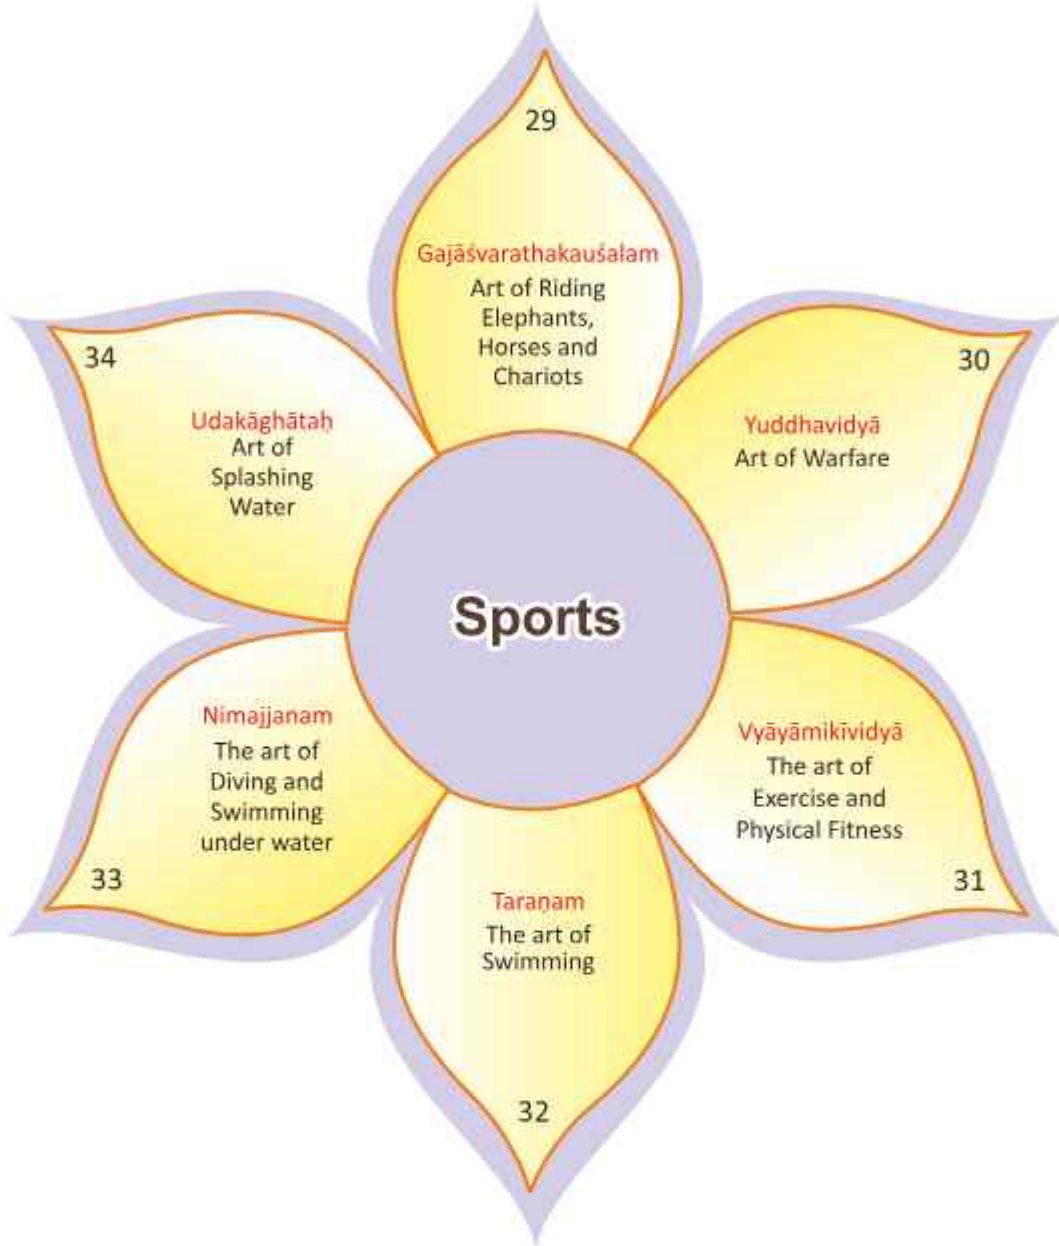 29
Gajāśvarathakauśalam
Art of Riding
Elephants,
Horses and
Chariots
30
Yuddhavidyā
Art of Warfare
Vyāyāmikīvidyā
The art of
Exercise and
Physical Fitness
31
Taraṇam
The art of
Swimming
32
Nimajjanam
The art of
Diving and
Swimming
under water
33
34
Udakāghātaḥ
Art of
Splashing
Water
Sports